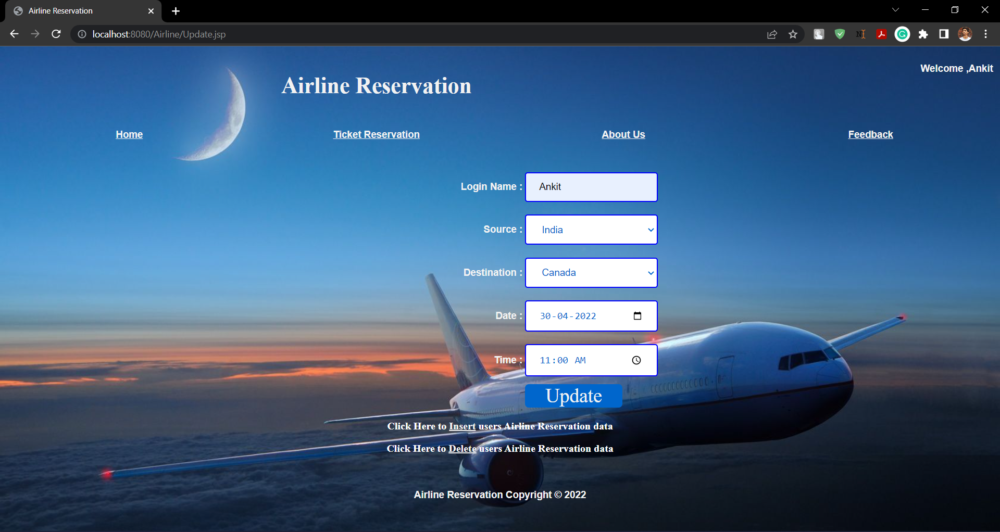 Airline Reservation
localhost:8080/Airline/Update.jsp
Welcome ,Ankit
Airline Reservation
Home Ticket Reservation About Us Feedback
Login Name : Ankit
Source : India
Destination : Canada
Date : 30-04-2022
Time : 11:00 AM
Update
Click Here to Insert users Airline Reservation data
Click Here to Delete users Airline Reservation data
Airline Reservation Copyright © 2022